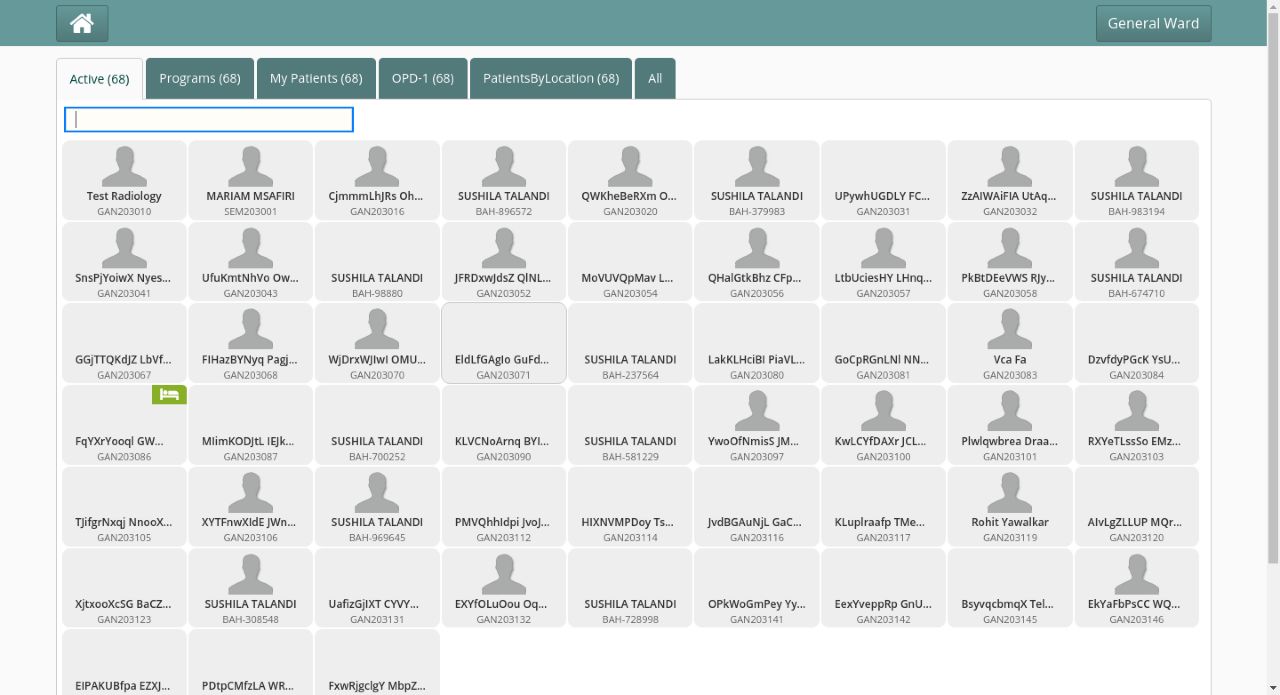 General Ward
Active (68)
Programs (68)
My Patients (68)
OPD-1 (68)
PatientsByLocation (68)
All
Test Radiology
GAN203010
MARIAM MSAFIRI
SEM203001
CjmmmLhJRs Oh...
GAN203016
SUSHILA TALANDI
BAH-896572
QWKheBeRXm O...
GAN203020
SUSHILA TALANDI
BAH-379983
UPywhUGDLY FC...
GAN203031
ZzAIWAiFIA UtAq...
GAN203032
SUSHILA TALANDI
BAH-983194
SnsPjYoiwX Nyes...
GAN203041
UfuKmtNhVo Ow...
GAN203043
SUSHILA TALANDI
BAH-98880
JFRDxwJdsZ QlNL...
GAN203052
MoVUVQpMav L...
GAN203054
QHalGtkBhz CFp...
GAN203056
LtbUciesHY LHnq...
GAN203057
PkBtDEeVWS RJy...
GAN203058
SUSHILA TALANDI
BAH-674710
GGjTTQKdJZ LbVf...
GAN203067
FIHazBYNyq Pagj...
GAN203068
WjDrxWJIwI OMU...
GAN203070
EldLfGAgIo GuFd...
GAN203071
SUSHILA TALANDI
BAH-237564
LakKLHciBI PiaVL...
GAN203080
GoCpRGnLNl NN...
GAN203081
Vca Fa
GAN203083
DzvfdyPGcK YsU...
GAN203084
FqYXrYooql GW...
GAN203086
MIimKODJtL IEJk...
GAN203087
SUSHILA TALANDI
BAH-700252
KLVCNoArnq BYI...
GAN203090
SUSHILA TALANDI
BAH-581229
YwoOfNmisS JM...
GAN203097
KwLCYfDAXr JCL...
GAN203100
Plwlqwbrea Draa...
GAN203101
RXYeTLssSo EMz...
GAN203103
TJifgrNxqj NnooX...
GAN203105
XYTFnwXIdE JWn...
GAN203106
SUSHILA TALANDI
BAH-969645
PMVQhhIdpi JvoJ...
GAN203112
HIXNVMPDoy Ts...
GAN203114
JvdBGAuNjL GaC...
GAN203116
KLuplraafp TMe...
GAN203117
Rohit Yawalkar
GAN203119
AIvLgZLLUP MQr...
GAN203120
XjtxooXcSG BaCZ...
GAN203123
SUSHILA TALANDI
BAH-308548
UafizGjIXT CYVY...
GAN203131
EXYfOLuOou Oq...
GAN203132
SUSHILA TALANDI
BAH-728998
OPkWoGmPey Yy...
GAN203141
EexYveppRp GnU...
GAN203142
BsyvqcbmqX Tel...
GAN203145
EkYaFbPsCC WQ...
GAN203146
EIPAKUBfpa EZXJ...
PDtpCMfzLA WR...
FxwRjgclgY MbpZ...